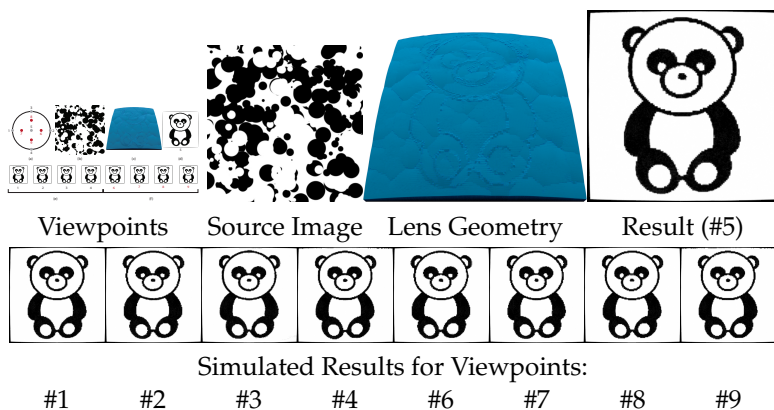 Viewpoints Source Image Lens Geometry Result (#5)
Simulated Results for Viewpoints:
#1 #2 #3 #4 #6 #7 #8 #9